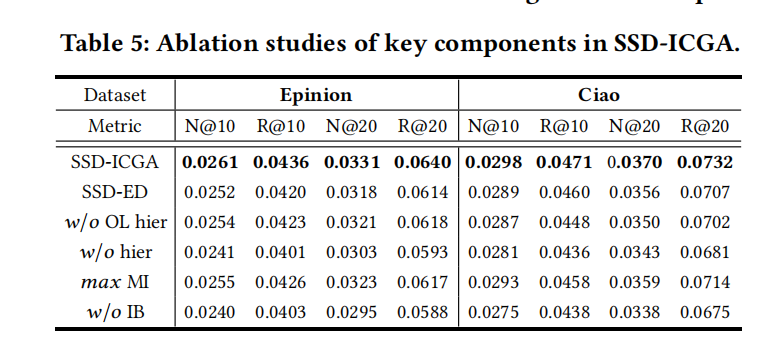 Table 5: Ablation studies of key components in SSD-ICGA.
Dataset Epinion Ciao
Metric N@10 R@10 N@20 R@20 N@10 R@10 N@20 R@20
SSD-ICGA 0.0261 0.0436 0.0331 0.0640 0.0298 0.0471 0.0370 0.0732
SSD-ED 0.0252 0.0420 0.0318 0.0614 0.0289 0.0460 0.0356 0.0707
w/o OL hier 0.0254 0.0423 0.0321 0.0618 0.0287 0.0448 0.0350 0.0702
w/o hier 0.0241 0.0401 0.0303 0.0593 0.0281 0.0436 0.0343 0.0681
max MI 0.0255 0.0426 0.0323 0.0617 0.0293 0.0458 0.0359 0.0714
w/o IB 0.0240 0.0403 0.0295 0.0588 0.0275 0.0438 0.0338 0.0675